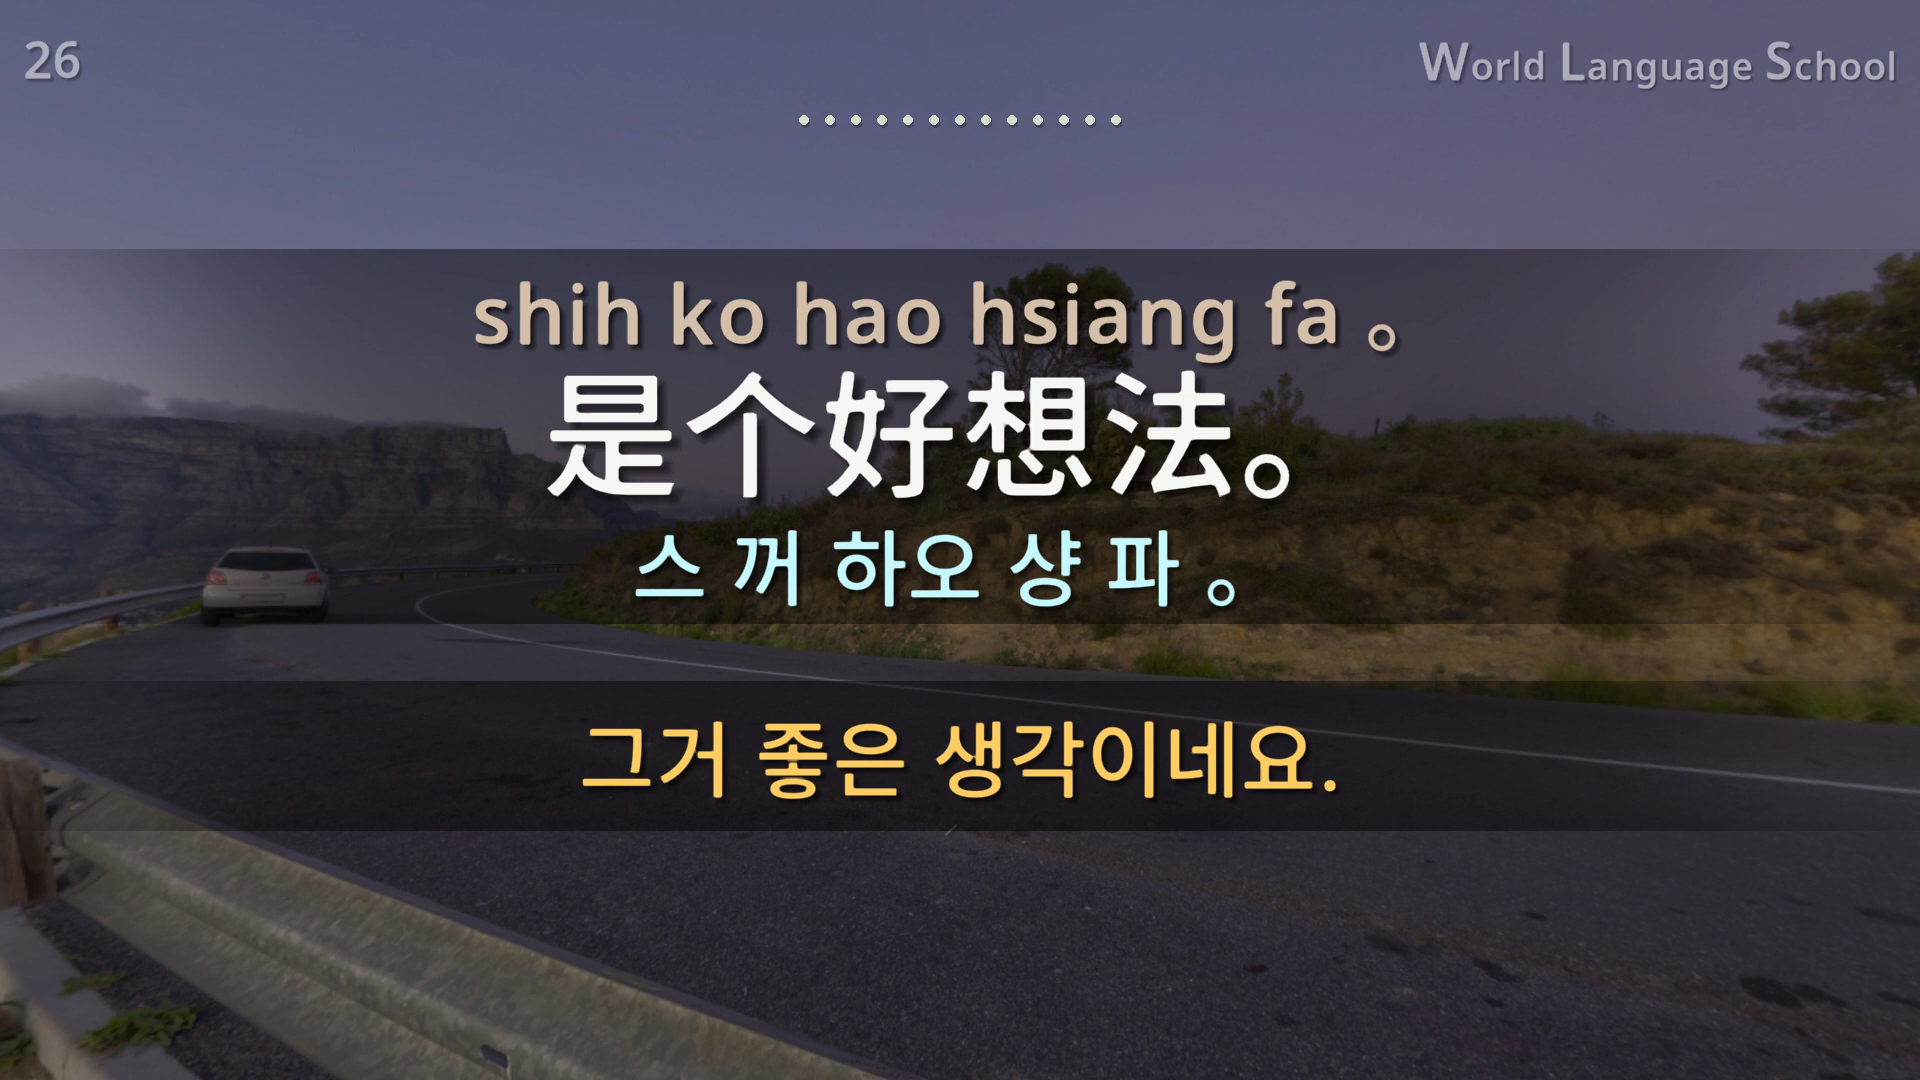 26
World Language School
shih ko hao hsiang fa 。
是个好想法。
스 꺼 하오 샹 파 。
그거 좋은 생각이네요.